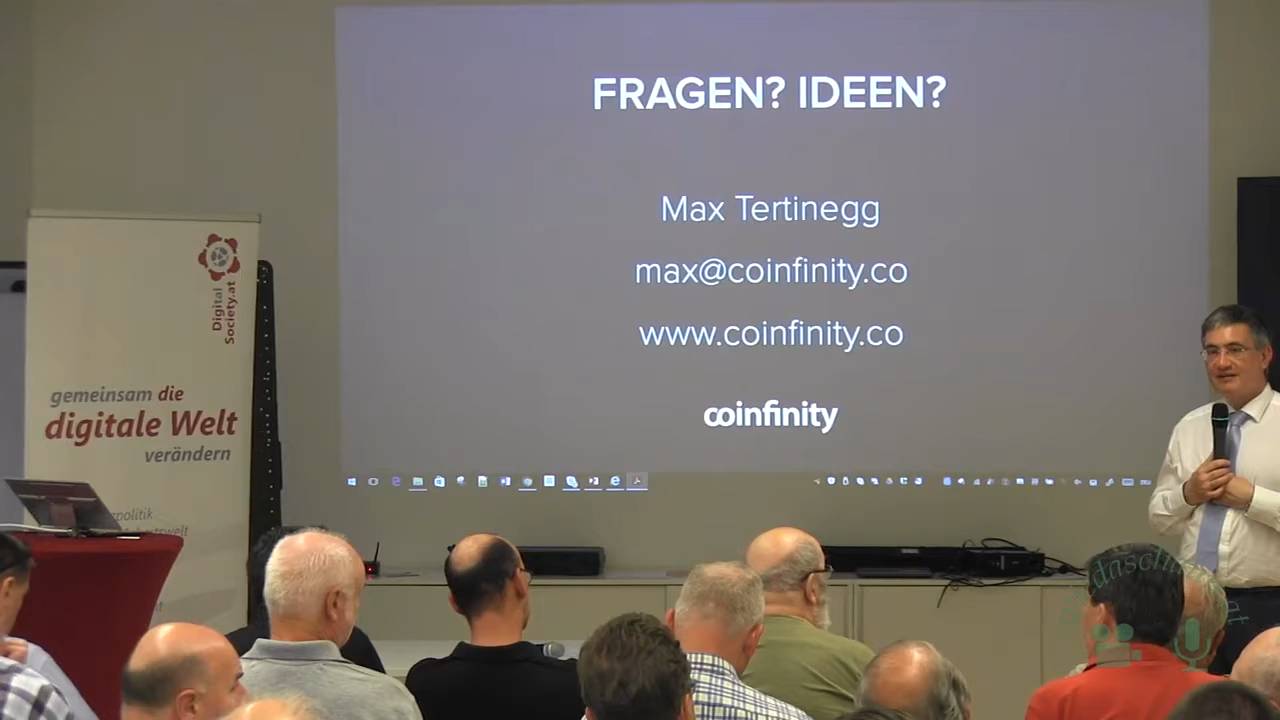 FRAGEN? IDEEN?
Max Tertinegg
max@coinfinity.co
www.coinfinity.co
coinfinity
Digital
Society.at
gemeinsam die
digitale Welt
verändern